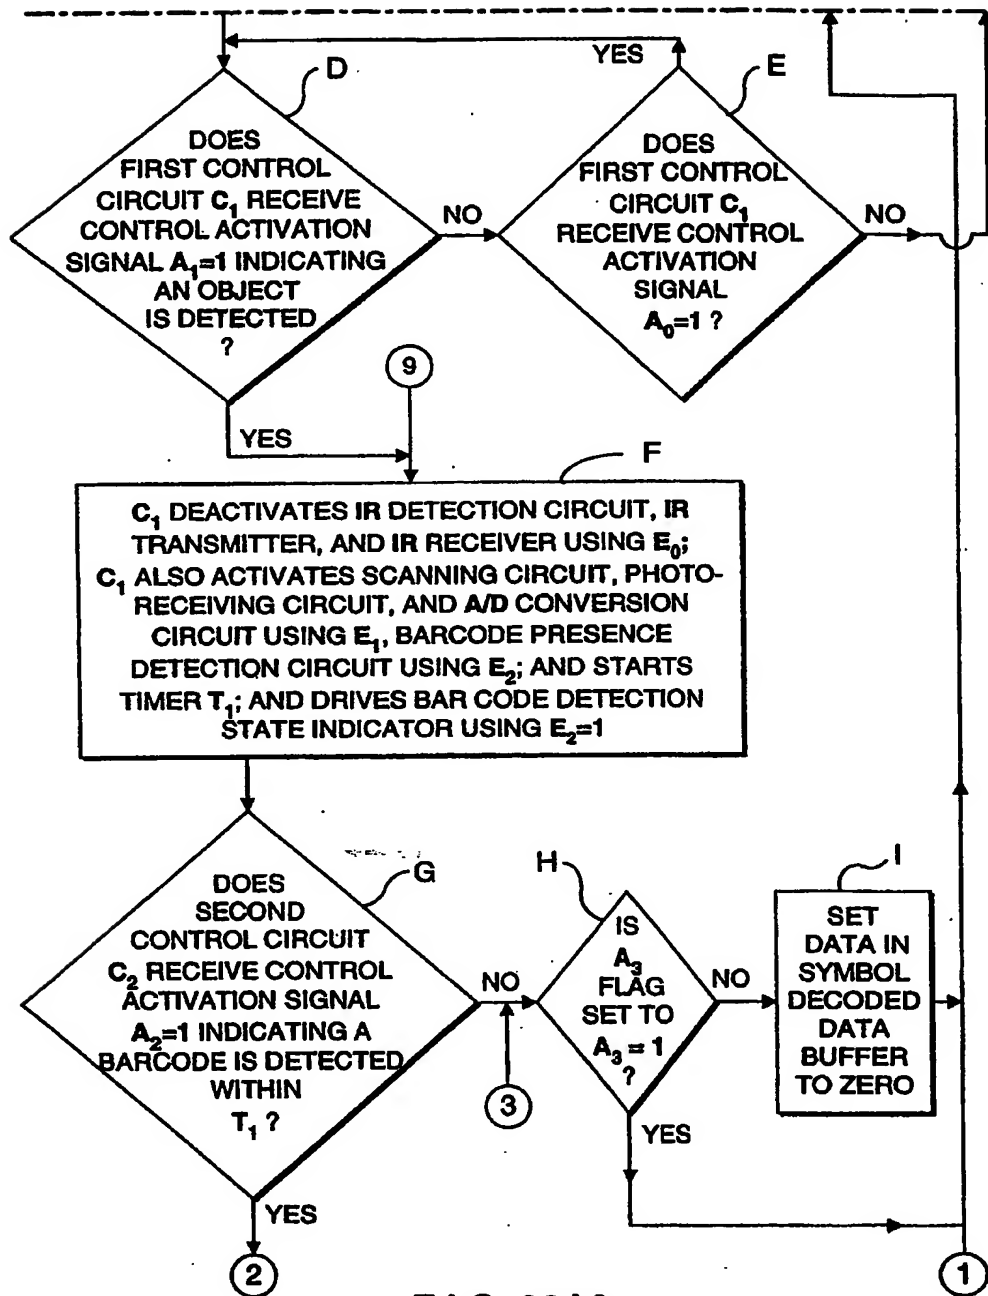 YES
D
E
DOES
FIRST CONTROL
CIRCUIT C₁ RECEIVE
CONTROL ACTIVATION
SIGNAL A₁=1 INDICATING
AN OBJECT
IS DETECTED
?
NO
DOES
FIRST CONTROL
CIRCUIT C₁
RECEIVE CONTROL
ACTIVATION
SIGNAL
A₀=1 ?
NO
9
YES
F
C₁ DEACTIVATES IR DETECTION CIRCUIT, IR
TRANSMITTER, AND IR RECEIVER USING E₀;
C₁ ALSO ACTIVATES SCANNING CIRCUIT, PHOTO-
RECEIVING CIRCUIT, AND A/D CONVERSION
CIRCUIT USING E₁, BARCODE PRESENCE
DETECTION CIRCUIT USING E₂; AND STARTS
TIMER T₁; AND DRIVES BAR CODE DETECTION
STATE INDICATOR USING E₂=1
G
DOES
SECOND
CONTROL CIRCUIT
C₂ RECEIVE CONTROL
ACTIVATION SIGNAL
A₂=1 INDICATING A
BARCODE IS DETECTED
WITHIN
T₁ ?
NO
3
H
IS
A₃
FLAG
SET TO
A₃ = 1
?
NO
I
SET
DATA IN
SYMBOL
DECODED
DATA
BUFFER
TO ZERO
YES
YES
2
1